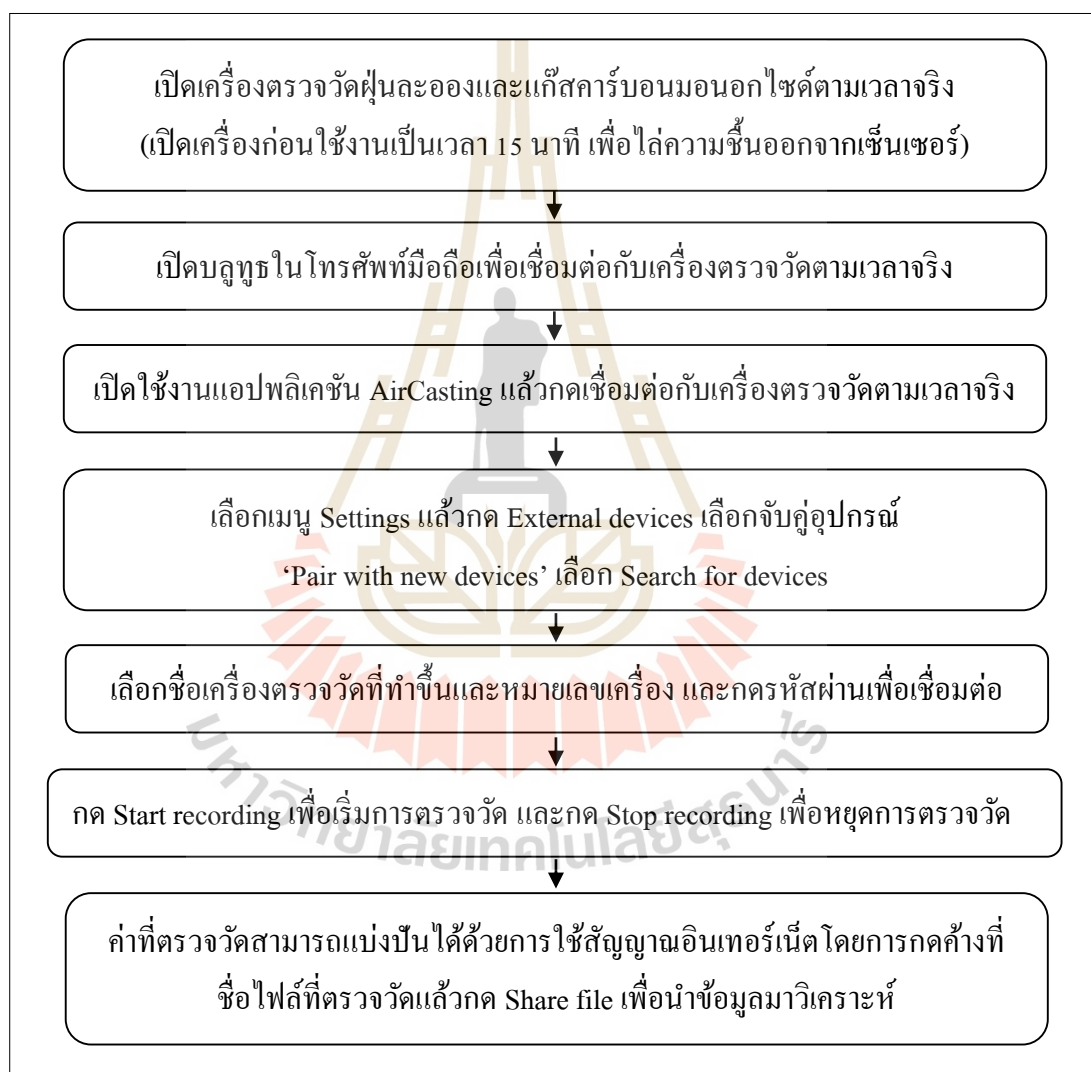 เปิดเครื่องตรวจวัดฝุ่นละอองและแก๊สคาร์บอนมอนอกไซด์ตามเวลาจริง
(เปิดเครื่องก่อนใช้งานเป็นเวลา 15 นาที เพื่อไล่ความชื้นออกจากเซ็นเซอร์)
เปิดบลูทูธในโทรศัพท์มือถือเพื่อเชื่อมต่อกับเครื่องตรวจวัดตามเวลาจริง
เปิดใช้งานแอปพลิเคชัน AirCasting แล้วกดเชื่อมต่อกับเครื่องตรวจวัดตามเวลาจริง
เลือกเมนู Settings แล้วกด External devices เลือกจับคู่อุปกรณ์
‘Pair with new devices’ เลือก Search for devices
เลือกชื่อเครื่องตรวจวัดที่ทำขึ้นและหมายเลขเครื่อง และกดรหัสผ่านเพื่อเชื่อมต่อ
กด Start recording เพื่อเริ่มการตรวจวัด และกด Stop recording เพื่อหยุดการตรวจวัด
มหาวิทยาลัยเทคโนโลยีสุรนารี
ค่าที่ตรวจวัดสามารถแบ่งปันได้ด้วยการใช้สัญญาณอินเทอร์เน็ตโดยการกดค้างที่
ชื่อไฟล์ที่ตรวจวัดแล้วกด Share file เพื่อนำข้อมูลมาวิเคราะห์